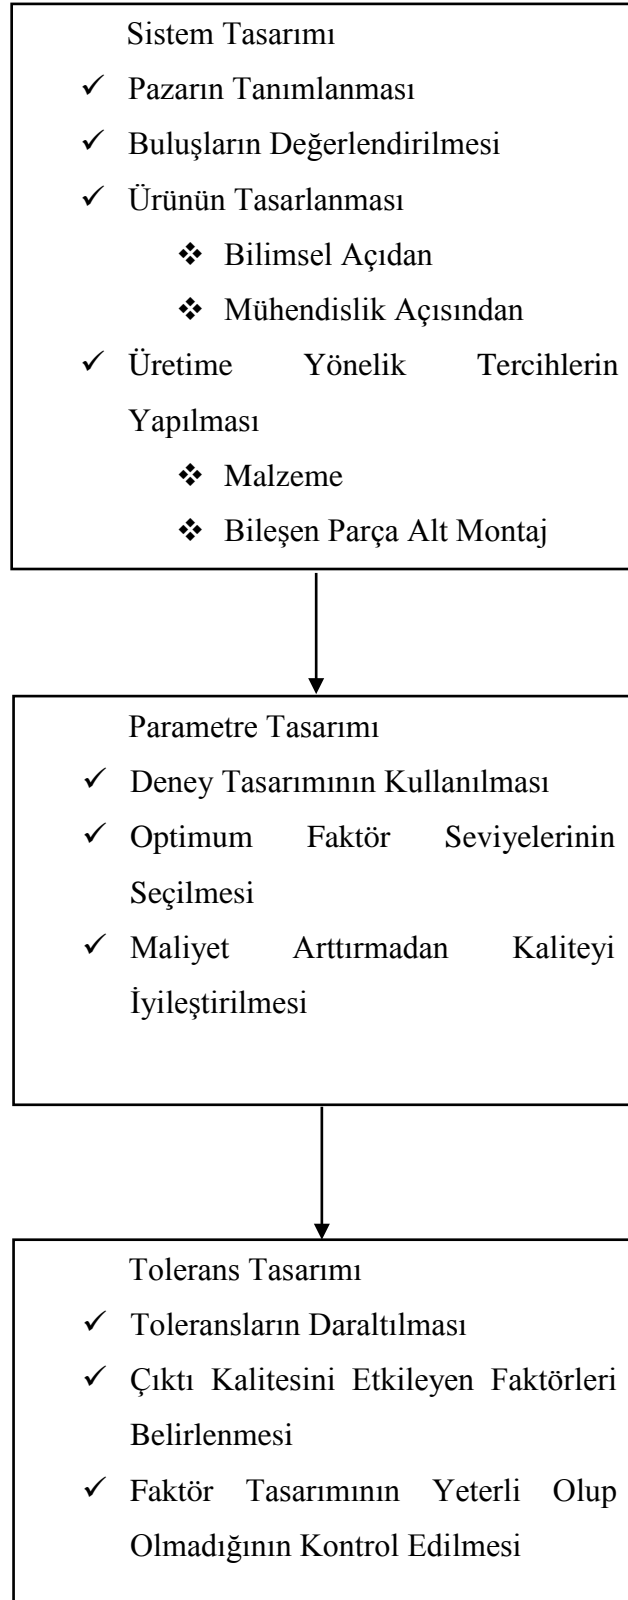 Sistem Tasarımı
✓ Pazarın Tanımlanması
✓ Buluşların Değerlendirilmesi
✓ Ürünün Tasarlanması
❖ Bilimsel Açıdan
❖ Mühendislik Açısından
✓ Üretime Yönelik Tercihlerin
Yapılması
❖ Malzeme
❖ Bileşen Parça Alt Montaj
Parametre Tasarımı
✓ Deney Tasarımının Kullanılması
✓ Optimum Faktör Seviyelerinin
Seçilmesi
✓ Maliyet Arttırmadan Kaliteyi
İyileştirilmesi
Tolerans Tasarımı
✓ Toleransların Daraltılması
✓ Çıktı Kalitesini Etkileyen Faktörleri
Belirlenmesi
✓ Faktör Tasarımının Yeterli Olup
Olmadığının Kontrol Edilmesi